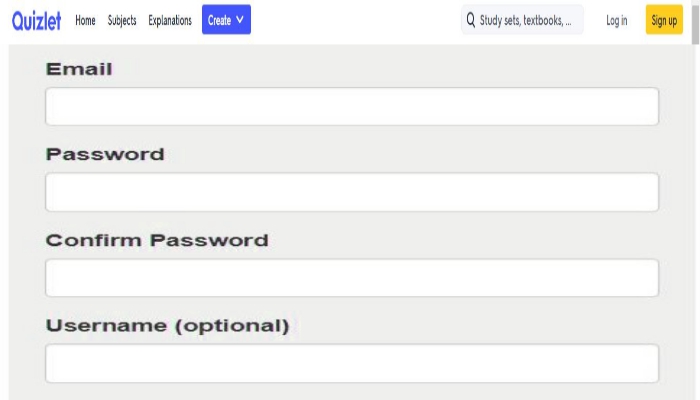 Quizlet Home Subjects Explanations Create Study sets, textbooks, ... Log in Sign up
Email
Password
Confirm Password
Username (optional)